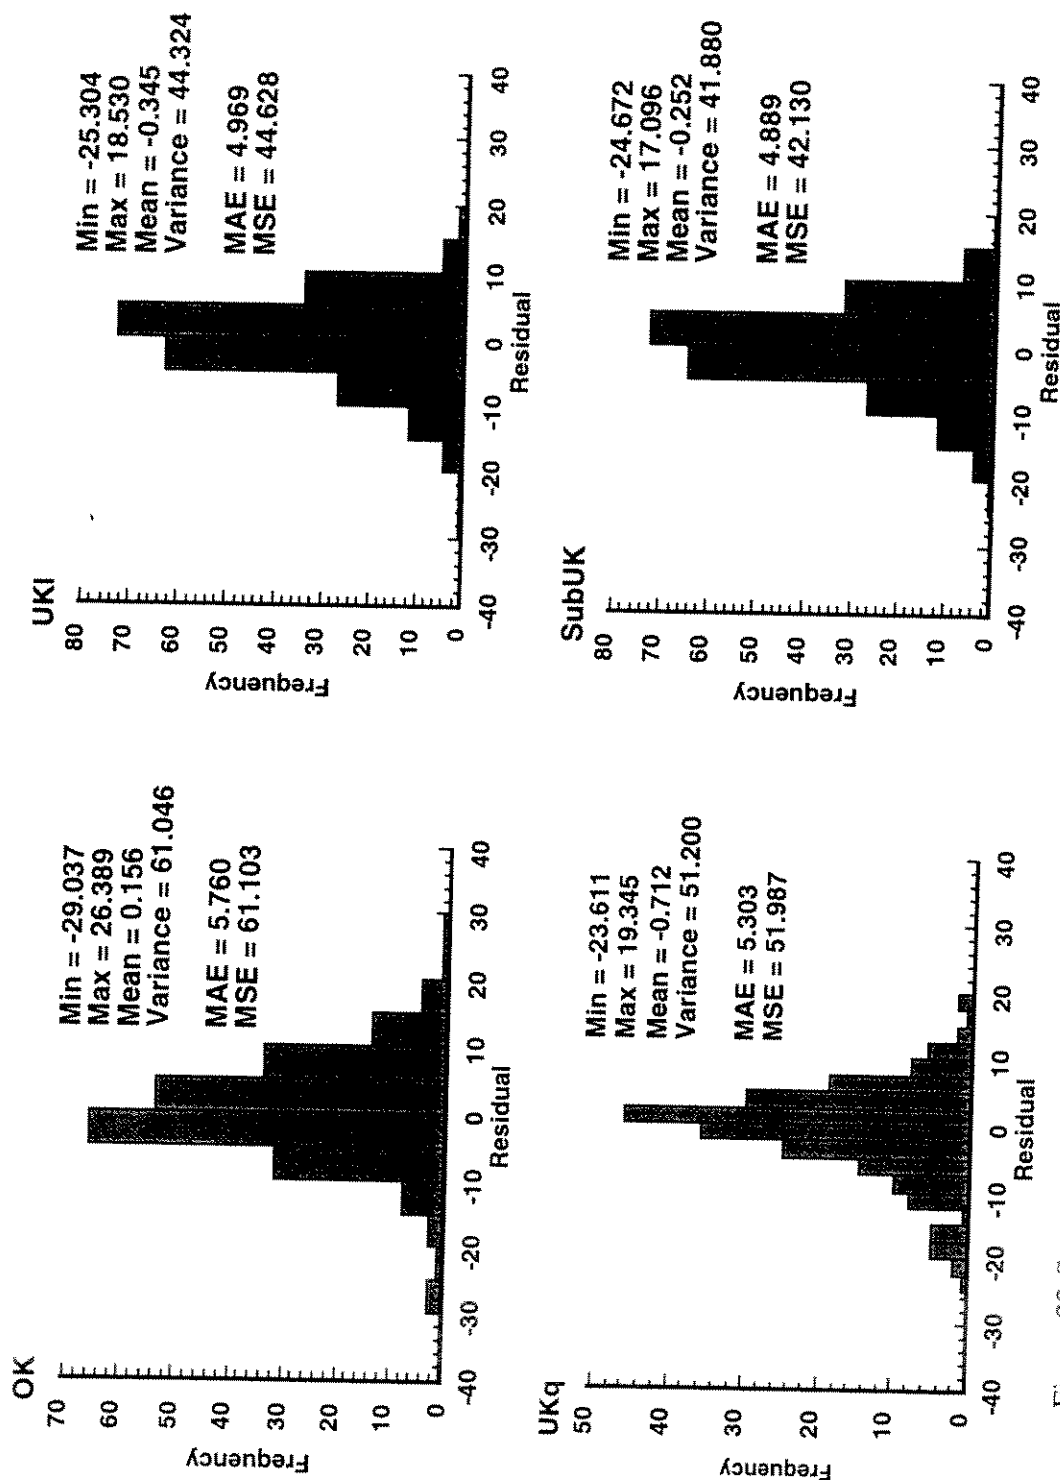 OK
Min = -29.037
Max = 26.389
Mean = 0.156
Variance = 61.046
MAE = 5.760
MSE = 61.103
Frequency
70
60
50
40
30
20
10
0
-40 -30 -20 -10 0 10 20 30 40
Residual
UKl
Min = -25.304
Max = 18.530
Mean = -0.345
Variance = 44.324
MAE = 4.969
MSE = 44.628
Frequency
80
70
60
50
40
30
20
10
0
-40 -30 -20 -10 0 10 20 30 40
Residual
UKq
Min = -23.611
Max = 19.345
Mean = -0.712
Variance = 51.200
MAE = 5.303
MSE = 51.987
Frequency
50
40
30
20
10
0
-40 -30 -20 -10 0 10 20 30 40
Residual
SubUK
Min = -24.672
Max = 17.096
Mean = -0.252
Variance = 41.880
MAE = 4.889
MSE = 42.130
Frequency
80
70
60
50
40
30
20
10
0
-40 -30 -20 -10 0 10 20 30 40
Residual